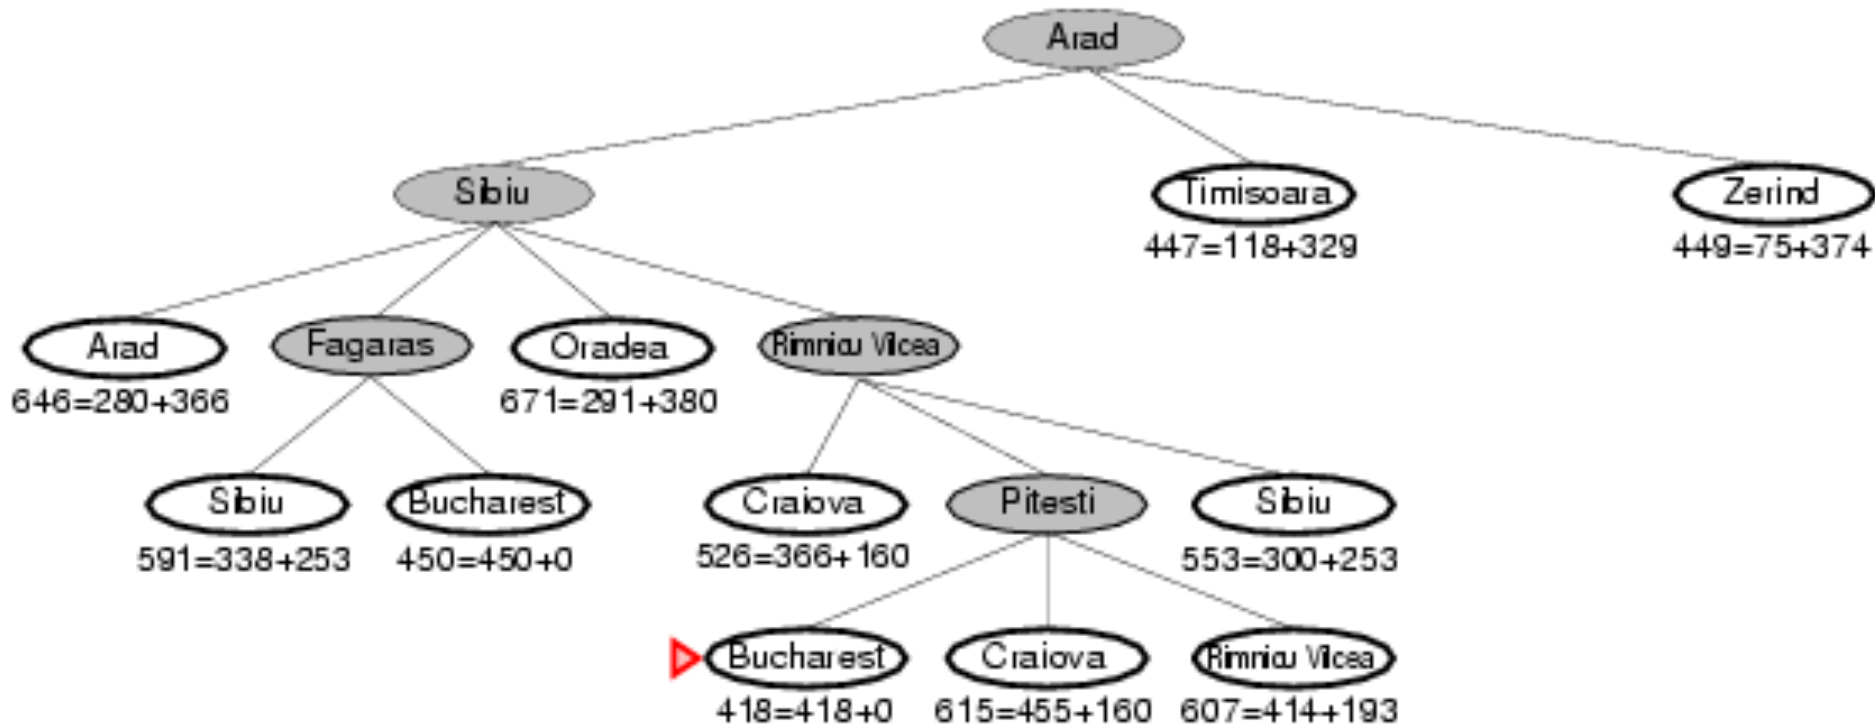 Arad
Sibiu
Timisoara
Zerind
447=118+329
449=75+374
Arad
Fagaras
Oradea
Rimnicu Vilcea
646=280+366
671=291+380
Sibiu
Bucharest
Craiova
Pitesti
Sibiu
591=338+253
450=450+0
526=366+160
553=300+253
Bucharest
Craiova
Rimnicu Vilcea
418=418+0
615=455+160
607=414+193